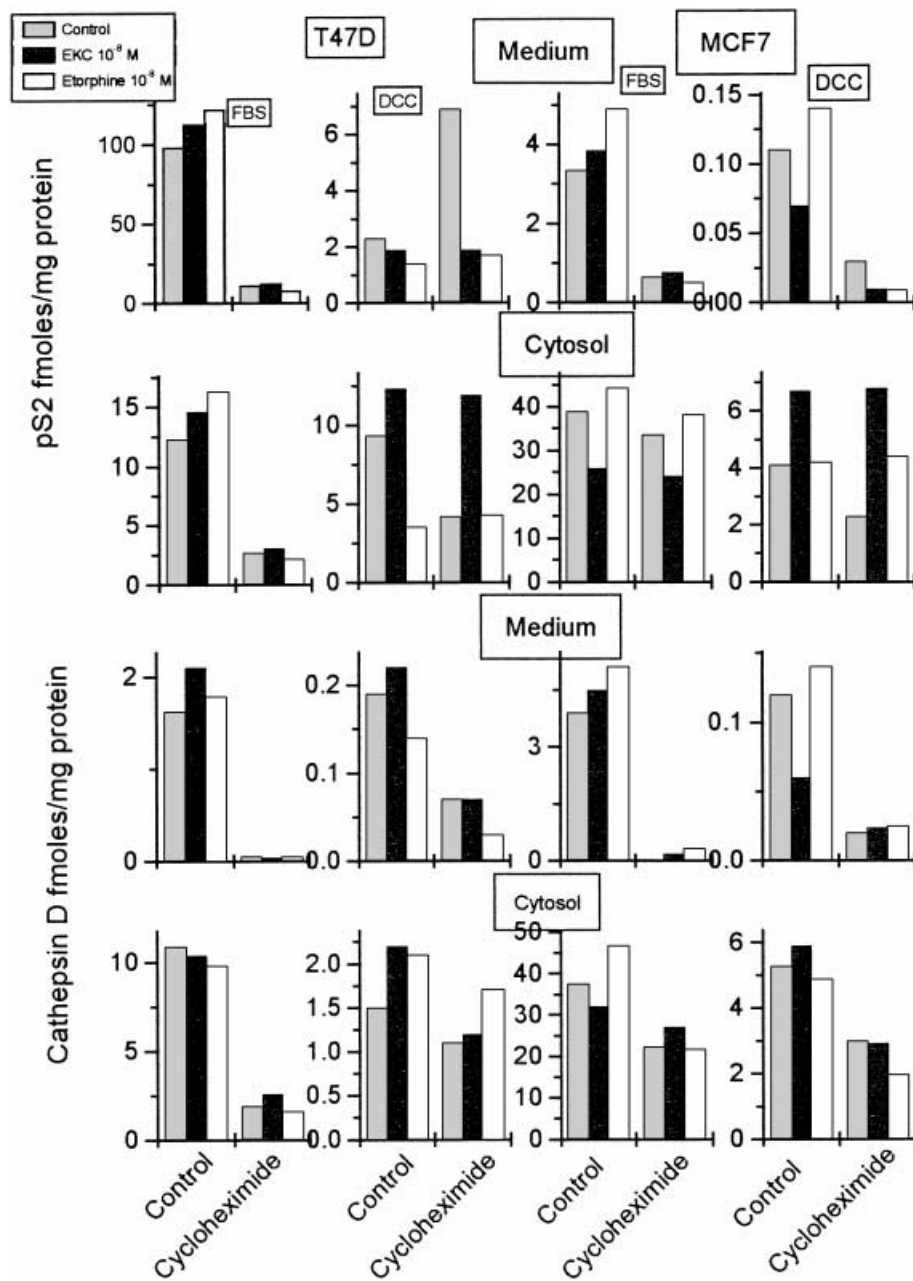 Control
EKC 10⁻⁸ M
Etorphine 10⁻⁸ M
T47D
Medium
MCF7
FBS
DCC
FBS
DCC
pS2 fmoles/mg protein
100
50
0
6
4
2
0
4
2
0
0.15
0.10
0.05
0.00
Cytosol
15
10
5
0
10
5
0
40
30
20
10
0
6
4
2
0
Medium
Cathepsin D fmoles/mg protein
2
0
0.2
0.1
0.0
3
0
0.1
0.0
Cytosol
10
5
0
2.0
1.5
1.0
0.5
0.0
50
40
30
20
10
0
6
4
2
0
Control
Cycloheximide
Control
Cycloheximide
Control
Cycloheximide
Control
Cycloheximide